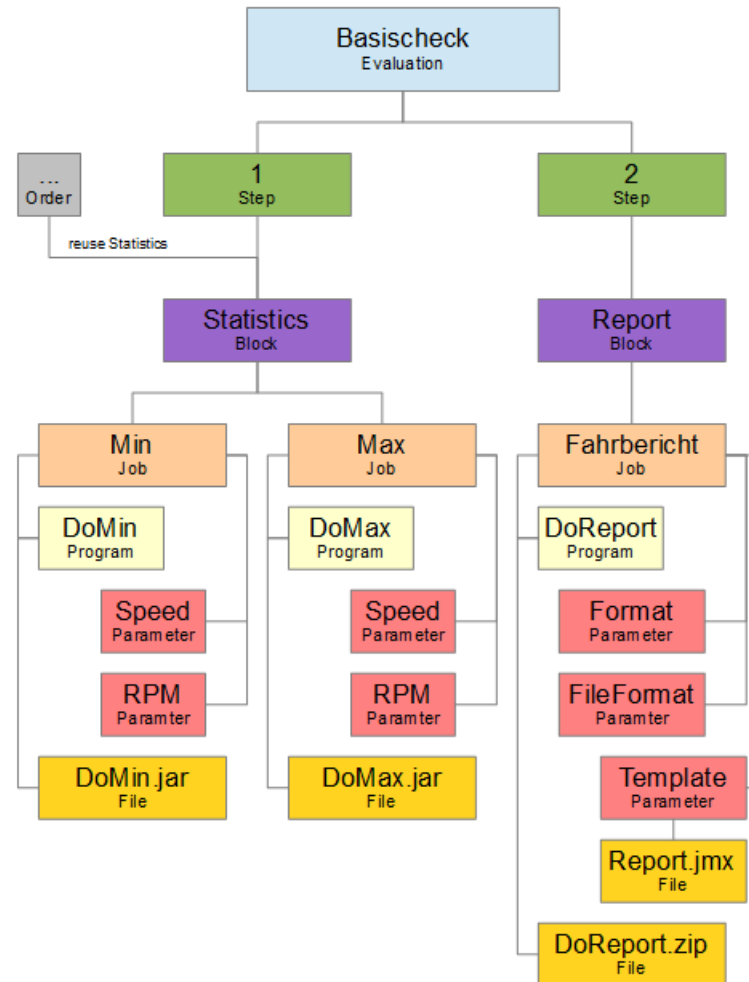 Basischeck
Evaluation
...
Order
1
Step
2
Step
reuse Statistics
Statistics
Block
Report
Block
Min
Job
Max
Job
Fahrbericht
Job
DoMin
Program
DoMax
Program
DoReport
Program
Speed
Parameter
Speed
Parameter
Format
Parameter
RPM
Paramter
RPM
Paramter
FileFormat
Paramter
DoMin.jar
File
DoMax.jar
File
Template
Parameter
Report.jmx
File
DoReport.zip
File